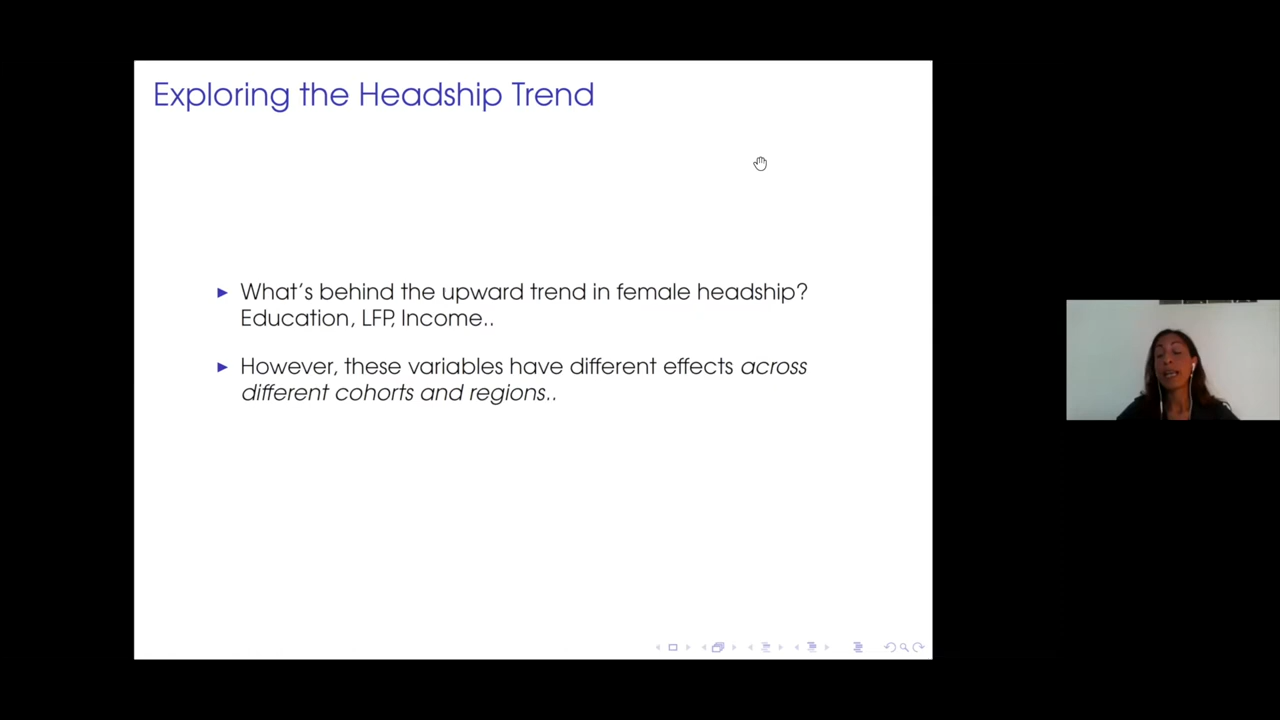 Exploring the Headship Trend
What's behind the upward trend in female headship?
Education, LFP, Income..
However, these variables have different effects across
different cohorts and regions..